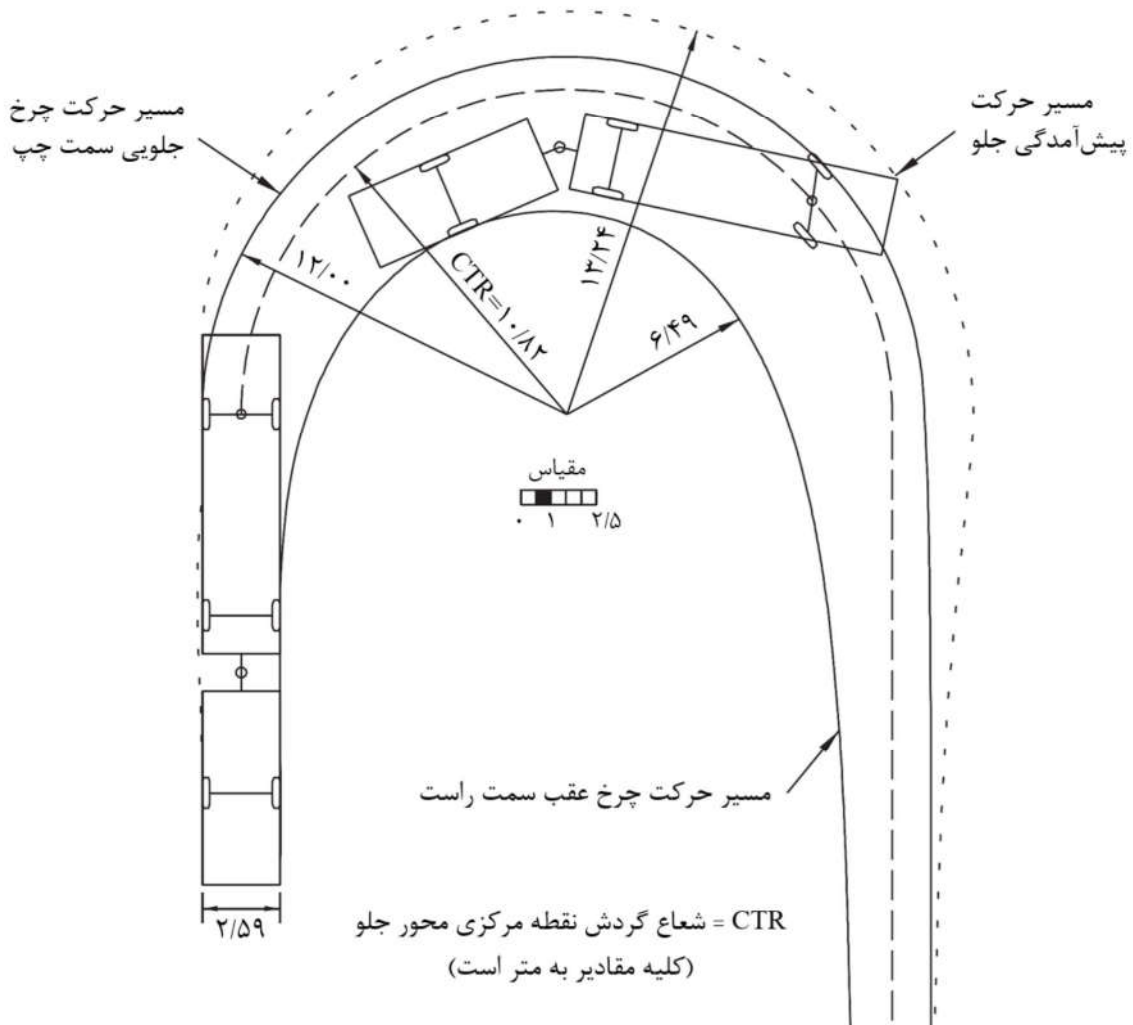 مسیر حرکت چرخ
جلویی سمت چپ
مسیر حرکت
پیش‌آمدگی جلو
۱۲/۰۰
CTR=۱۰/۸۲
۱۳/۲۴
۶/۴۹
مقیاس
۰ ۱ ۲/۵
مسیر حرکت چرخ عقب سمت راست
۲/۵۹
CTR = شعاع گردش نقطه مرکزی محور جلو
(کلیه مقادیر به متر است)